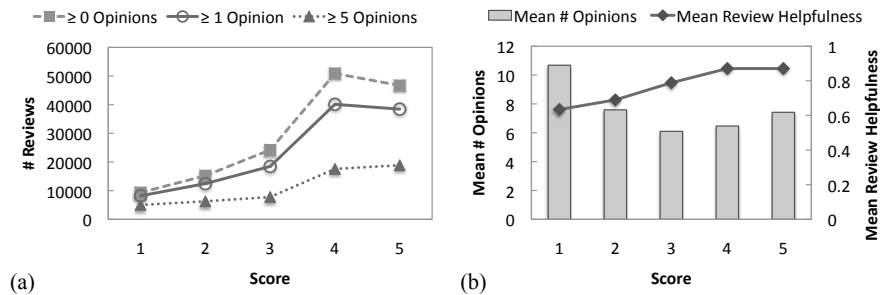 ≥ 0 Opinions ≥ 1 Opinion ≥ 5 Opinions
60000
50000
40000
30000
20000
10000
0
# Reviews
1 2 3 4 5
Score
(a)
Mean # Opinions Mean Review Helpfulness
12
10
8
6
4
2
0
Mean # Opinions
1
0.8
0.6
0.4
0.2
0
Mean Review Helpfulness
1 2 3 4 5
Score
(b)